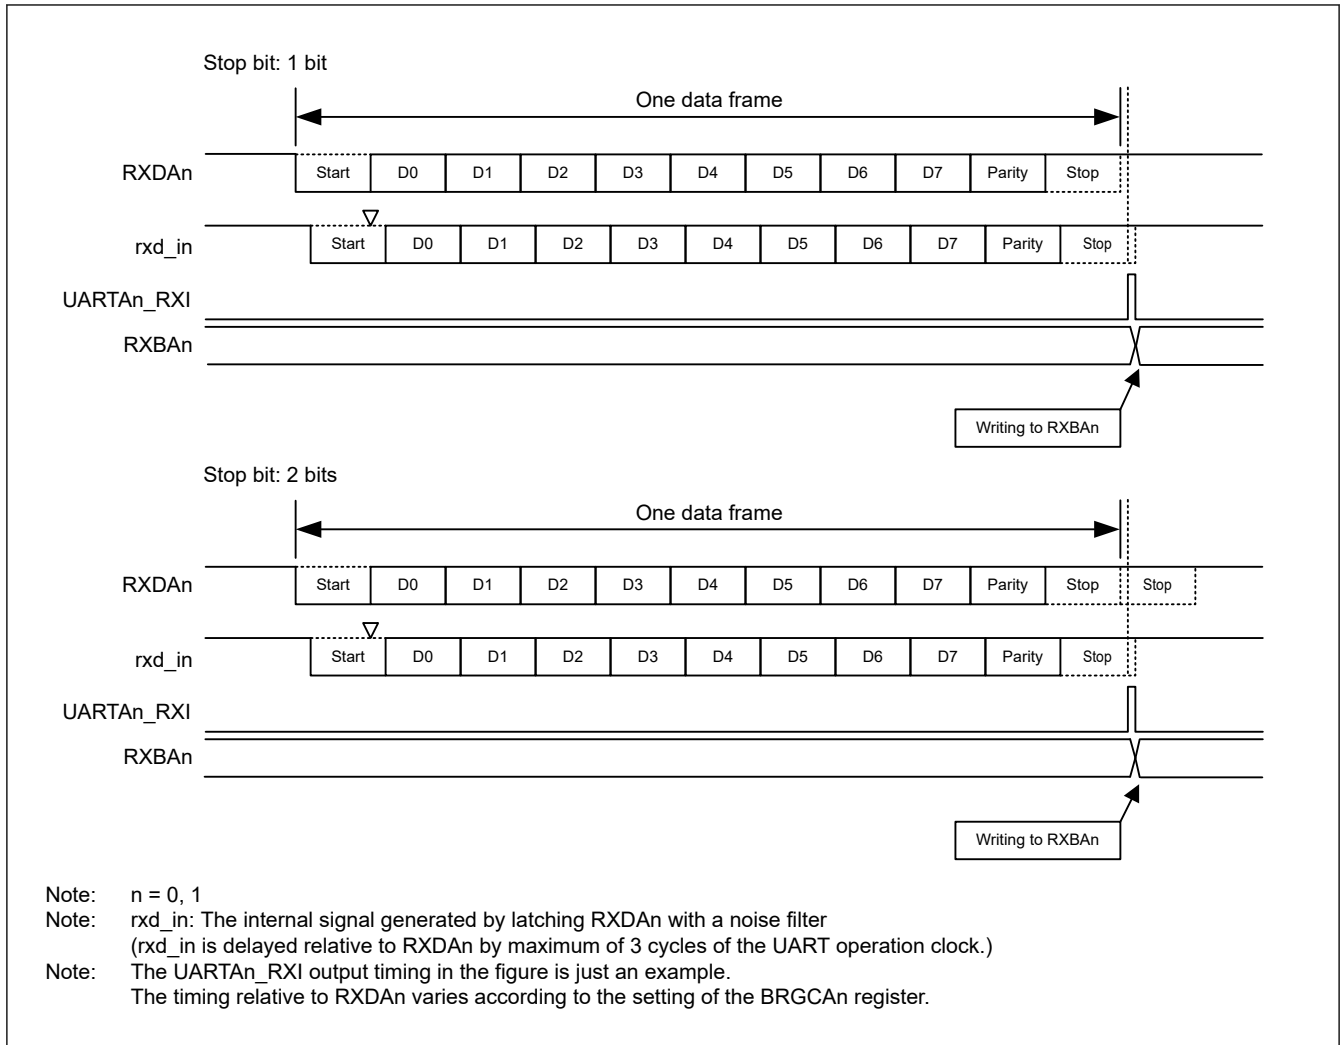 Stop bit: 1 bit
One data frame
RXDAn Start D0 D1 D2 D3 D4 D5 D6 D7 Parity Stop
rxd_in Start D0 D1 D2 D3 D4 D5 D6 D7 Parity Stop
UARTAn_RXI
RXBAn
Writing to RXBAn
Stop bit: 2 bits
One data frame
RXDAn Start D0 D1 D2 D3 D4 D5 D6 D7 Parity Stop Stop
rxd_in Start D0 D1 D2 D3 D4 D5 D6 D7 Parity Stop
UARTAn_RXI
RXBAn
Writing to RXBAn
Note: n = 0, 1
Note: rxd_in: The internal signal generated by latching RXDAn with a noise filter
(rxd_in is delayed relative to RXDAn by maximum of 3 cycles of the UART operation clock.)
Note: The UARTAn_RXI output timing in the figure is just an example.
The timing relative to RXDAn varies according to the setting of the BRGCAn register.